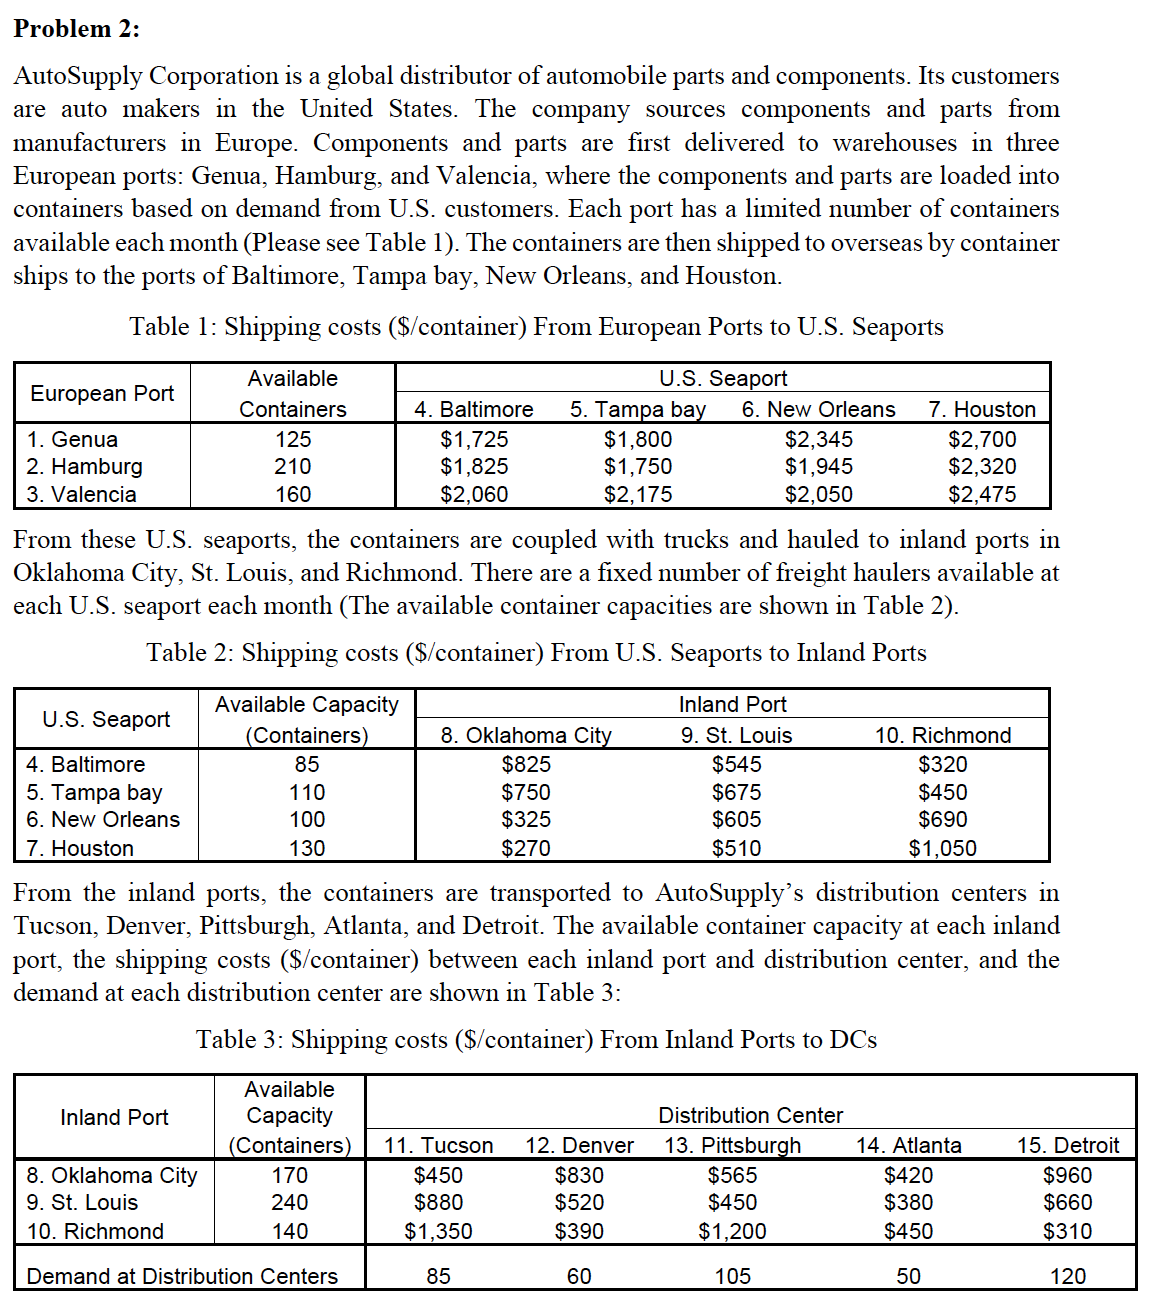 Problem 2:
AutoSupply Corporation is a global distributor of automobile parts and components. Its customers
are auto makers in the United States. The company sources components and parts from
manufacturers in Europe. Components and parts are first delivered to warehouses in three
European ports: Genua, Hamburg, and Valencia, where the components and parts are loaded into
containers based on demand from U.S. customers. Each port has a limited number of containers
available each month (Please see Table 1). The containers are then shipped to overseas by container
ships to the ports of Baltimore, Tampa bay, New Orleans, and Houston.
Table 1: Shipping costs ($/container) From European Ports to U.S. Seaports
European Port Available Containers U.S. Seaport
4. Baltimore 5. Tampa bay 6. New Orleans 7. Houston
1. Genua 125 $1,725 $1,800 $2,345 $2,700
2. Hamburg 210 $1,825 $1,750 $1,945 $2,320
3. Valencia 160 $2,060 $2,175 $2,050 $2,475
From these U.S. seaports, the containers are coupled with trucks and hauled to inland ports in
Oklahoma City, St. Louis, and Richmond. There are a fixed number of freight haulers available at
each U.S. seaport each month (The available container capacities are shown in Table 2).
Table 2: Shipping costs ($/container) From U.S. Seaports to Inland Ports
U.S. Seaport Available Capacity (Containers) Inland Port
8. Oklahoma City 9. St. Louis 10. Richmond
4. Baltimore 85 $825 $545 $320
5. Tampa bay 110 $750 $675 $450
6. New Orleans 100 $325 $605 $690
7. Houston 130 $270 $510 $1,050
From the inland ports, the containers are transported to AutoSupply's distribution centers in
Tucson, Denver, Pittsburgh, Atlanta, and Detroit. The available container capacity at each inland
port, the shipping costs ($/container) between each inland port and distribution center, and the
demand at each distribution center are shown in Table 3:
Table 3: Shipping costs ($/container) From Inland Ports to DCs
Inland Port Available Capacity (Containers) Distribution Center
11. Tucson 12. Denver 13. Pittsburgh 14. Atlanta 15. Detroit
8. Oklahoma City 170 $450 $830 $565 $420 $960
9. St. Louis 240 $880 $520 $450 $380 $660
10. Richmond 140 $1,350 $390 $1,200 $450 $310
Demand at Distribution Centers 85 60 105 50 120